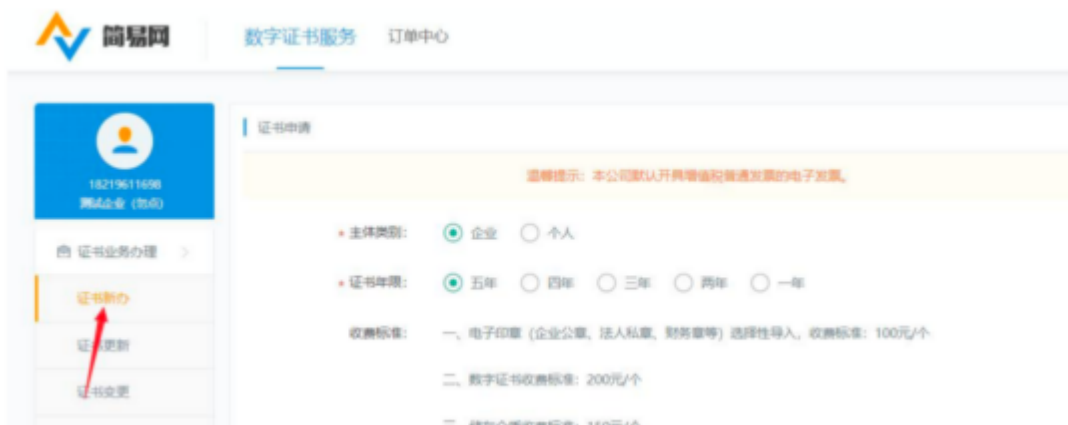 简易网
数字证书服务 订单中心
证书申请
18219611698
测试企业（勿点）
温馨提示：本公司默认开具增值税普通发票的电子发票。
主体类别： 企业 个人
证书业务办理
* 证书年限： 五年 四年 三年 两年 一年
证书新办
收费标准： 一、电子印章（企业公章、法人私章、财务章等）选择性导入，收费标准：100元/个
证书更新
二、数字证书收费标准：200元/个
证书变更